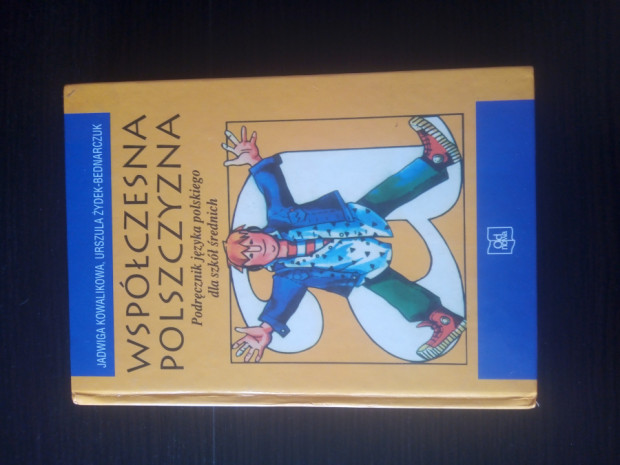 JADWIGA KOWALIKOWA, URSZULA ŻYDEK-BEDNARCZUK
WSPÓŁCZESNA
POLSZCZYZNA
Podręcznik języka polskiego
dla szkół średnich